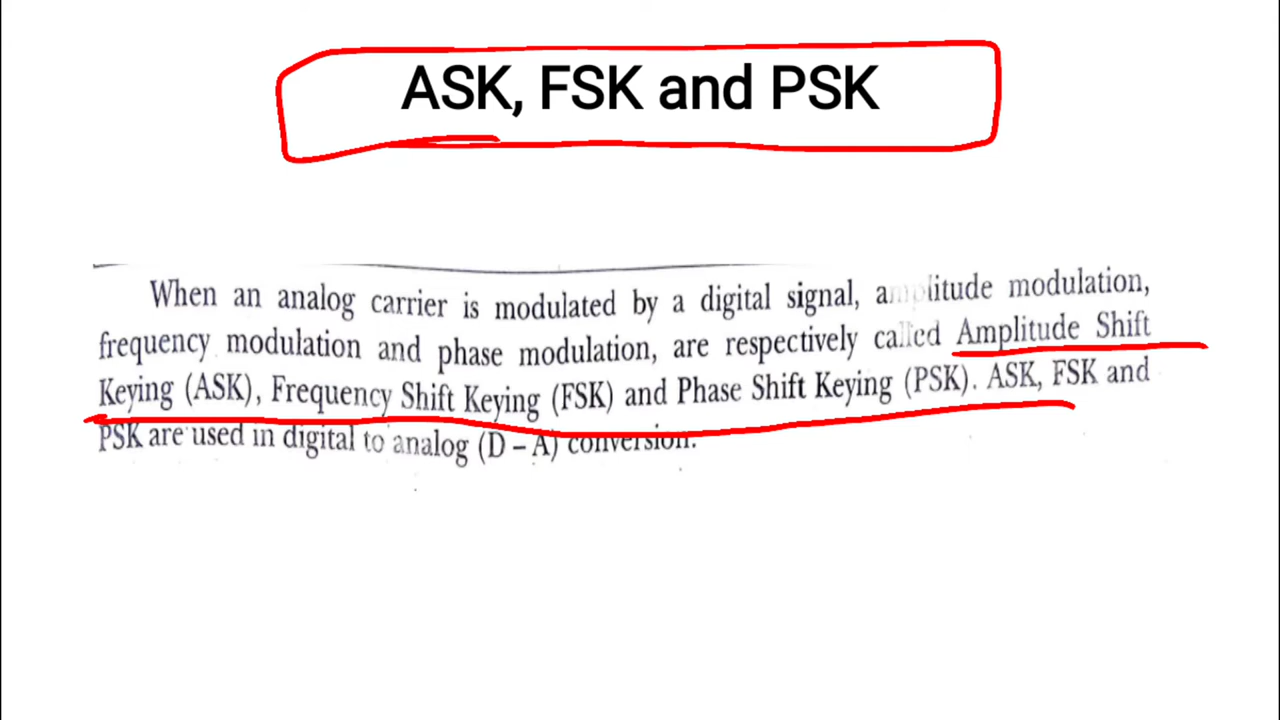 ASK, FSK and PSK
When an analog carrier is modulated by a digital signal, amplitude modulation,
frequency modulation and phase modulation, are respectively called Amplitude Shift
Keying (ASK), Frequency Shift Keying (FSK) and Phase Shift Keying (PSK). ASK, FSK and
PSK are used in digital to analog (D – A) conversion.